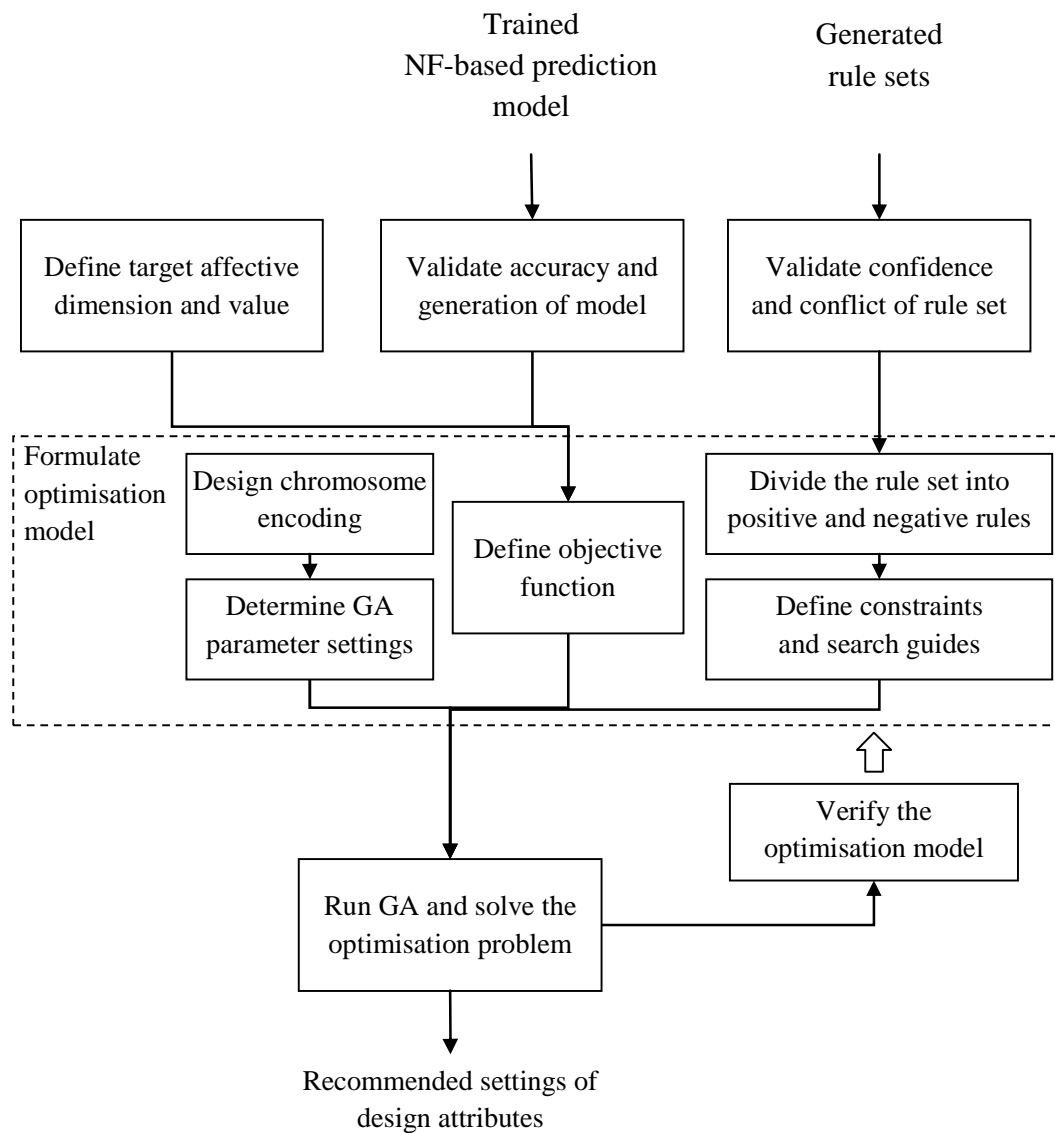 Trained
NF-based prediction
model
Generated
rule sets
Define target affective
dimension and value
Validate accuracy and
generation of model
Validate confidence
and conflict of rule set
Formulate
optimisation
model
Design chromosome
encoding
Determine GA
parameter settings
Define objective
function
Divide the rule set into
positive and negative rules
Define constraints
and search guides
Verify the
optimisation model
Run GA and solve the
optimisation problem
Recommended settings of
design attributes